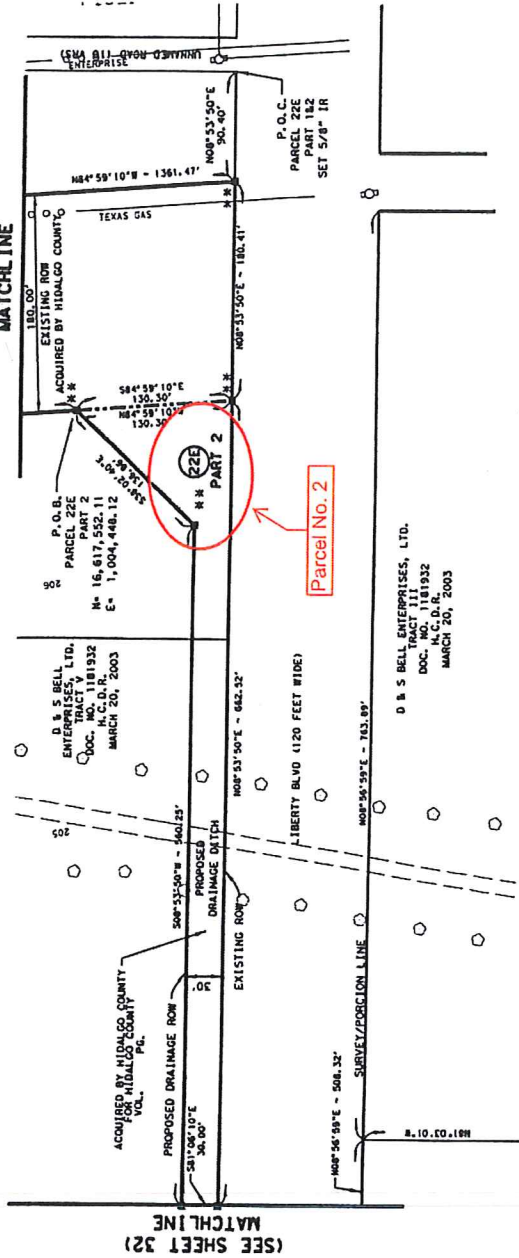 MATCHLINE
UNNAMED ROAD (18 VRS)
ENTERPRISE
N08°53'50"E
90.40'
P.O.C.
PARCEL 22E
PART 1&2
SET 5/8" IR
N84°59'10"W - 1361.47'
TEXAS GAS
180.00'
EXISTING ROW
ACQUIRED BY HIDALGO COUNTY
N08°53'50"E - 180.41'
S84°59'10"E
130.30'
N84°59'10"
130.30'
P.O.B.
PARCEL 22E
PART 2
N= 16,617,552.11
E= 1,004,448.12
206
22E
PART 2
Parcel No. 2
D & S BELL
ENTERPRISES, LTD.
TRACT V
DOC. NO. 1181932
H.C.D.R.
MARCH 20, 2003
205
N08°53'50"E - 662.52'
S08°53'50"W - 560.25'
PROPOSED
DRAINAGE DITCH
LIBERTY BLVD (120 FEET WIDE)
EXISTING ROW
30'
ACQUIRED BY HIDALGO COUNTY
FOR HIDALGO COUNTY
VOL. PG.
PROPOSED DRAINAGE ROW
S81°06'10"E
30.00'
N08°56'59"E - 763.89'
D & S BELL ENTERPRISES, LTD.
TRACT III
DOC. NO. 1181932
H.C.D.R.
MARCH 20, 2003
SURVEY/PORCION LINE
N08°56'59"E - 508.32'
N81°03'01"W
MATCHLINE
(SEE SHEET 32)